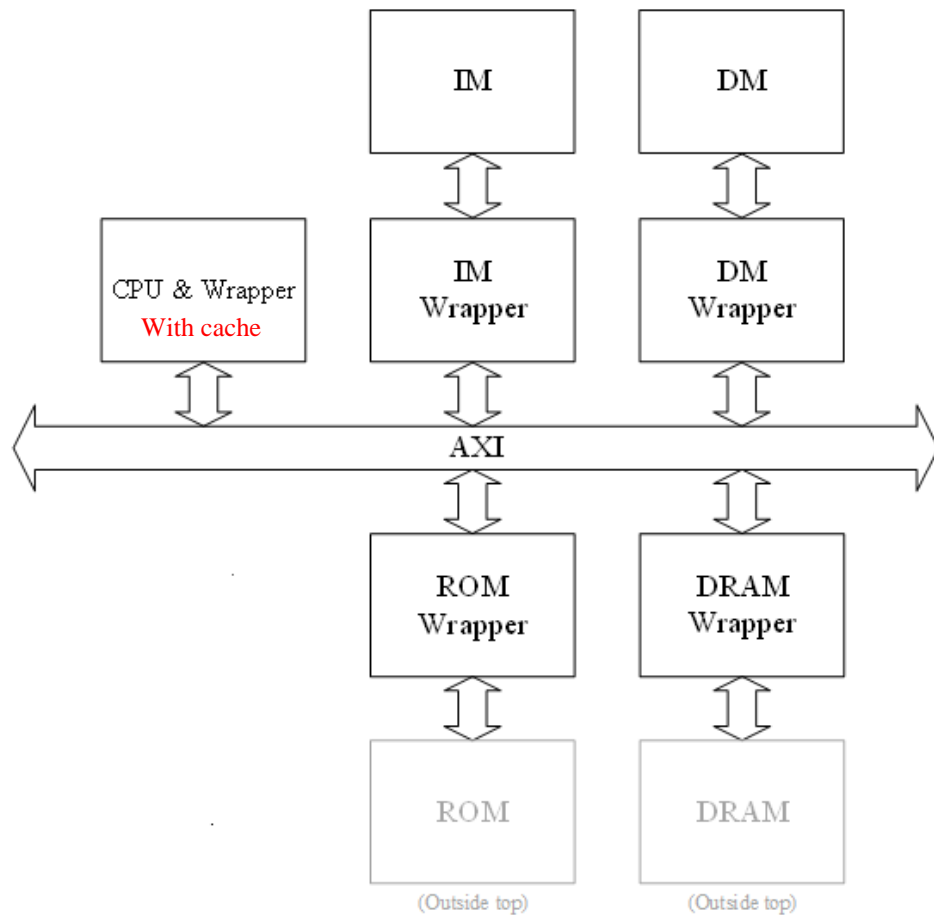 IM
DM
CPU & Wrapper
With cache
IM
Wrapper
DM
Wrapper
AXI
ROM
Wrapper
DRAM
Wrapper
ROM
DRAM
(Outside top)
(Outside top)